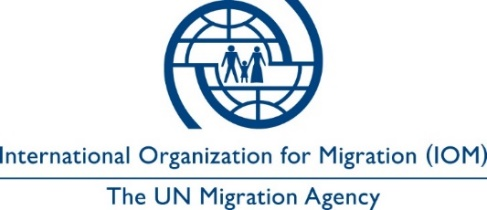 International Organization for Migration (IOM)
The UN Migration Agency